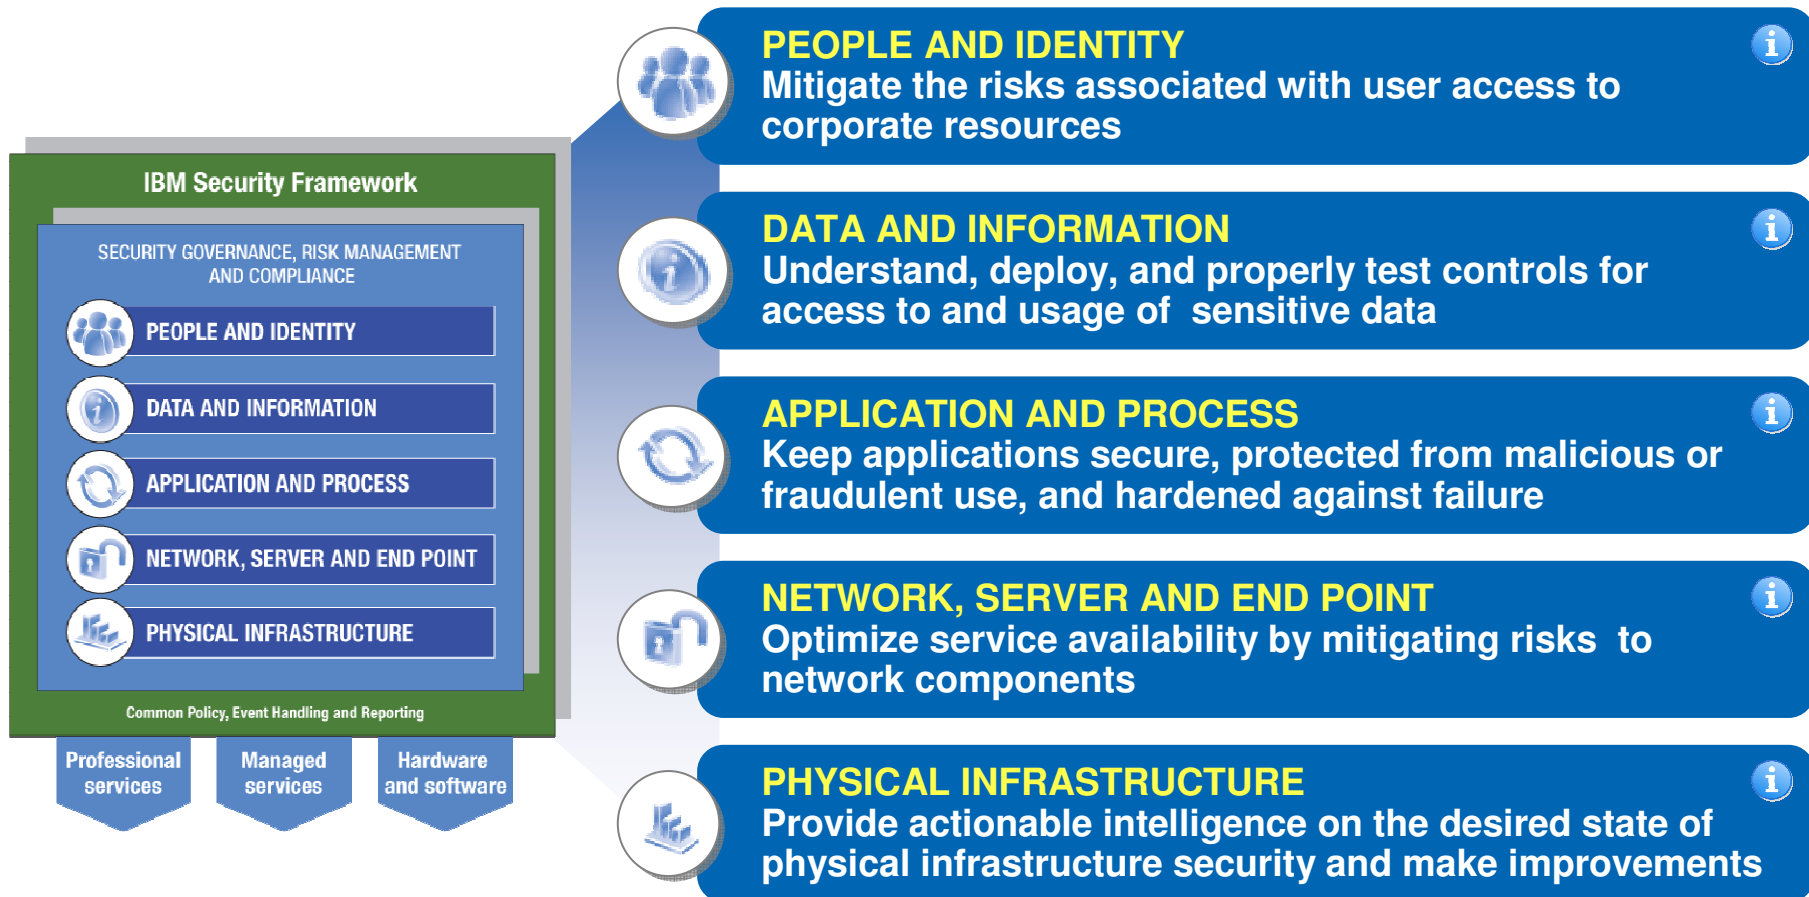 IBM Security Framework
SECURITY GOVERNANCE, RISK MANAGEMENT
AND COMPLIANCE
PEOPLE AND IDENTITY
DATA AND INFORMATION
APPLICATION AND PROCESS
NETWORK, SERVER AND END POINT
PHYSICAL INFRASTRUCTURE
Common Policy, Event Handling and Reporting
Professional
services
Managed
services
Hardware
and software
PEOPLE AND IDENTITY
Mitigate the risks associated with user access to
corporate resources
DATA AND INFORMATION
Understand, deploy, and properly test controls for
access to and usage of  sensitive data
APPLICATION AND PROCESS
Keep applications secure, protected from malicious or
fraudulent use, and hardened against failure
NETWORK, SERVER AND END POINT
Optimize service availability by mitigating risks  to
network components
PHYSICAL INFRASTRUCTURE
Provide actionable intelligence on the desired state of
physical infrastructure security and make improvements